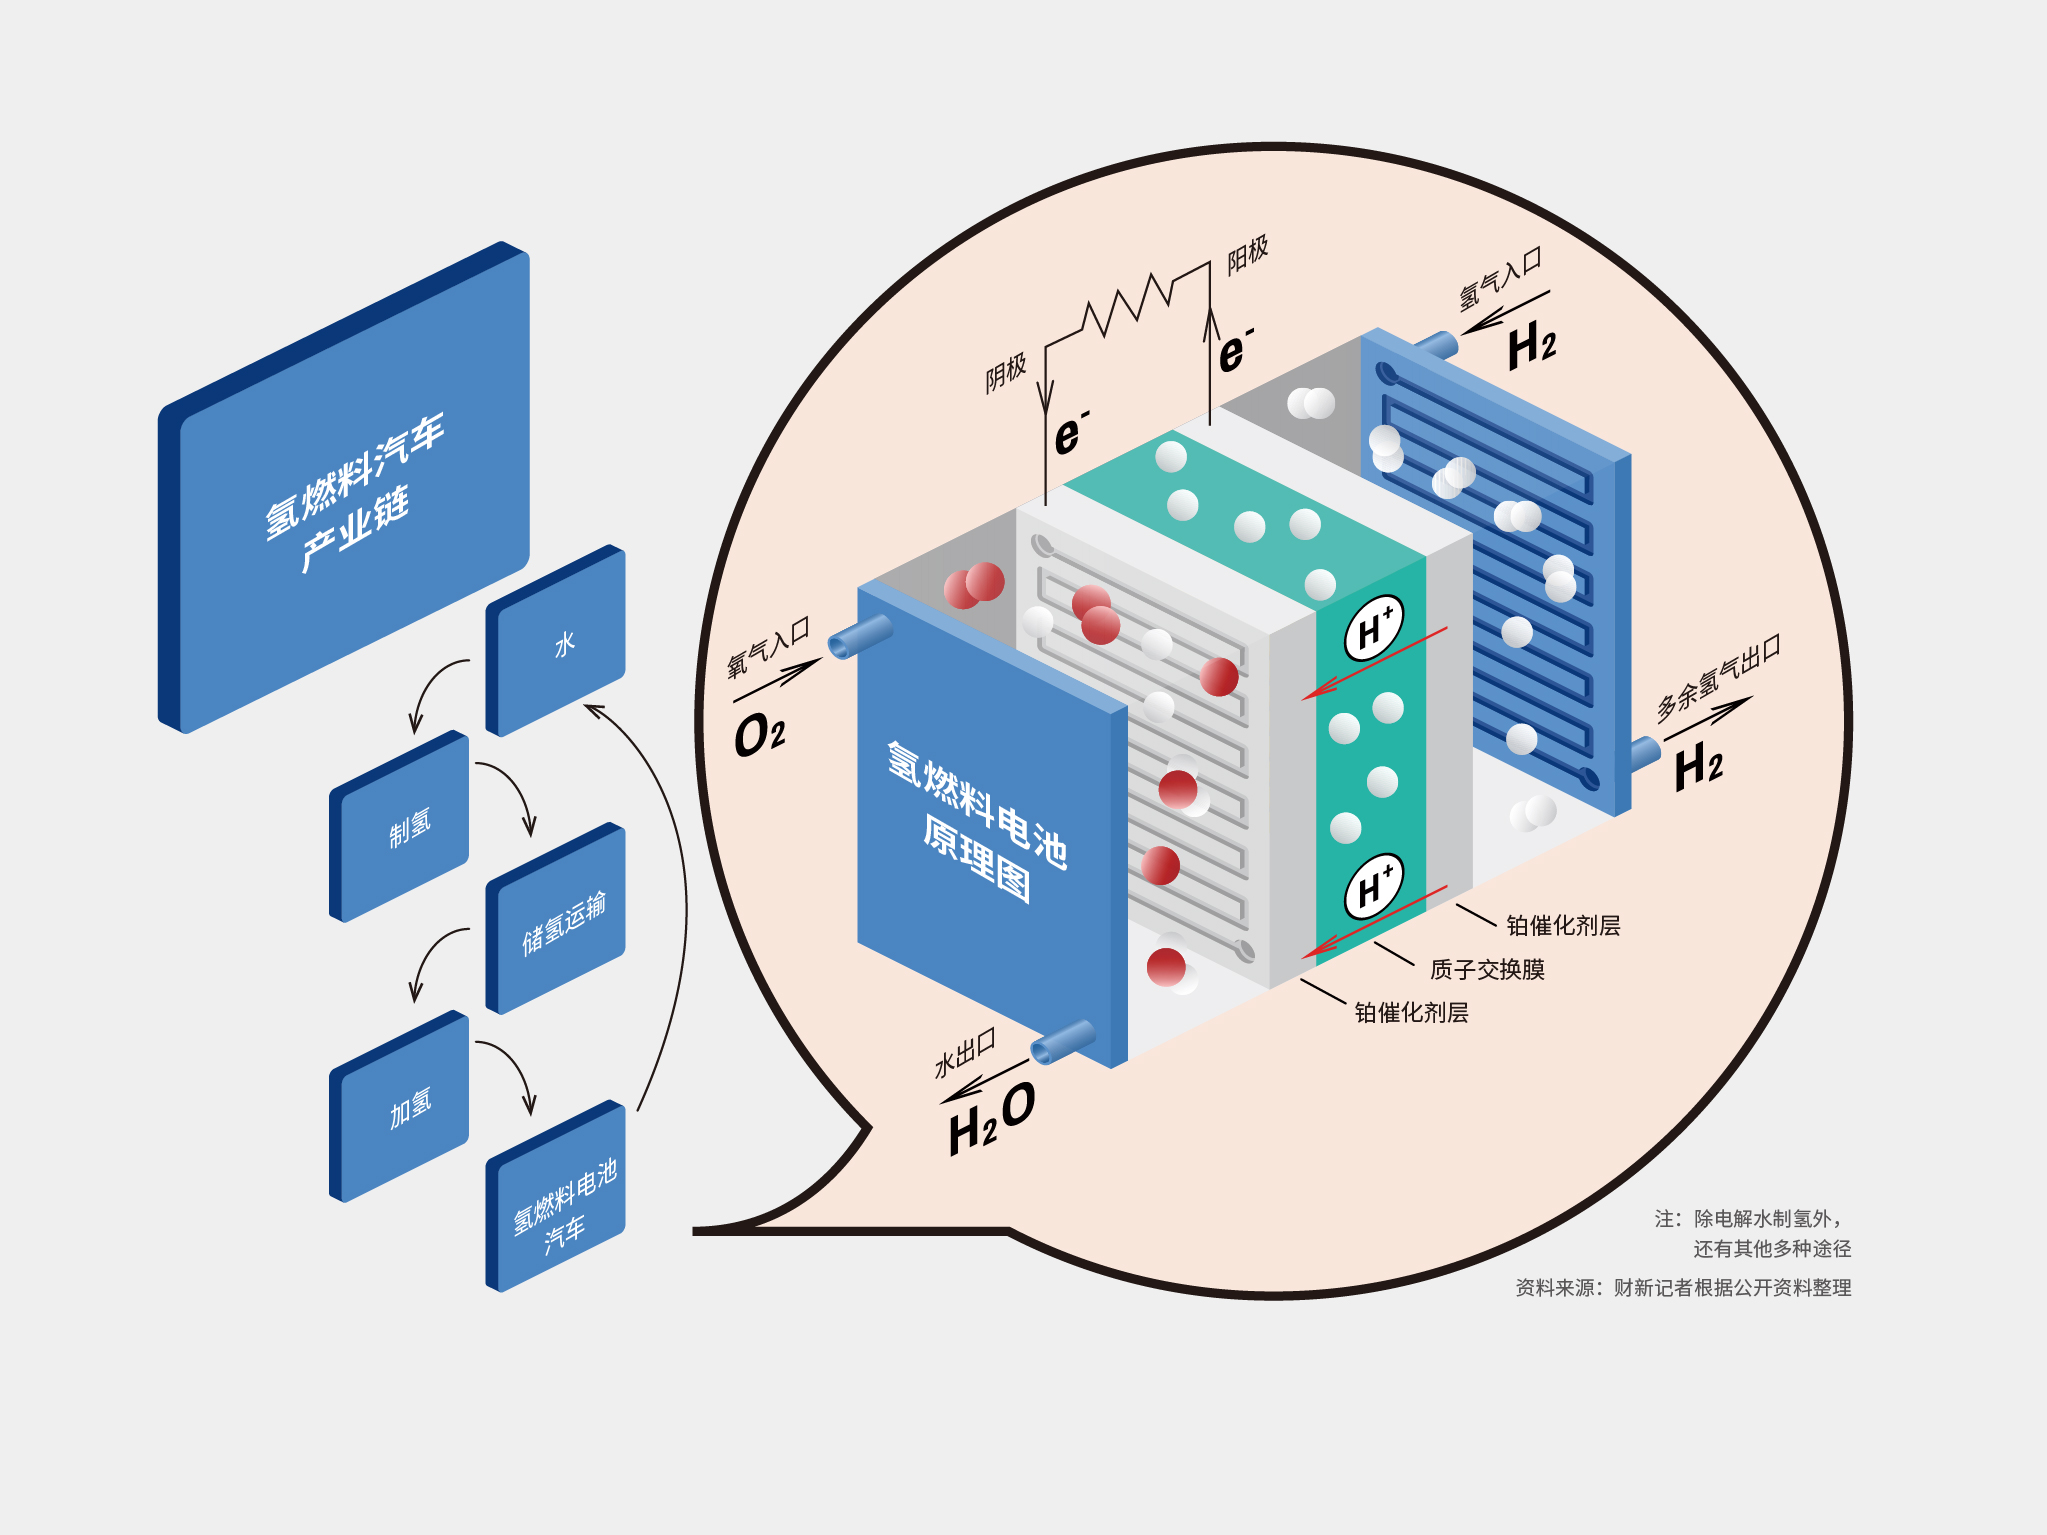 氢燃料汽车
产业链
水
制氢
储氢运输
加氢
氢燃料电池
汽车
阳极
阴极
e-
e-
氢气入口
H2
氧气入口
O2
氢燃料电池
原理图
H+
H+
多余氢气出口
H2
铂催化剂层
质子交换膜
铂催化剂层
水出口
H2O
注：除电解水制氢外，
还有其他多种途径
资料来源：财新记者根据公开资料整理